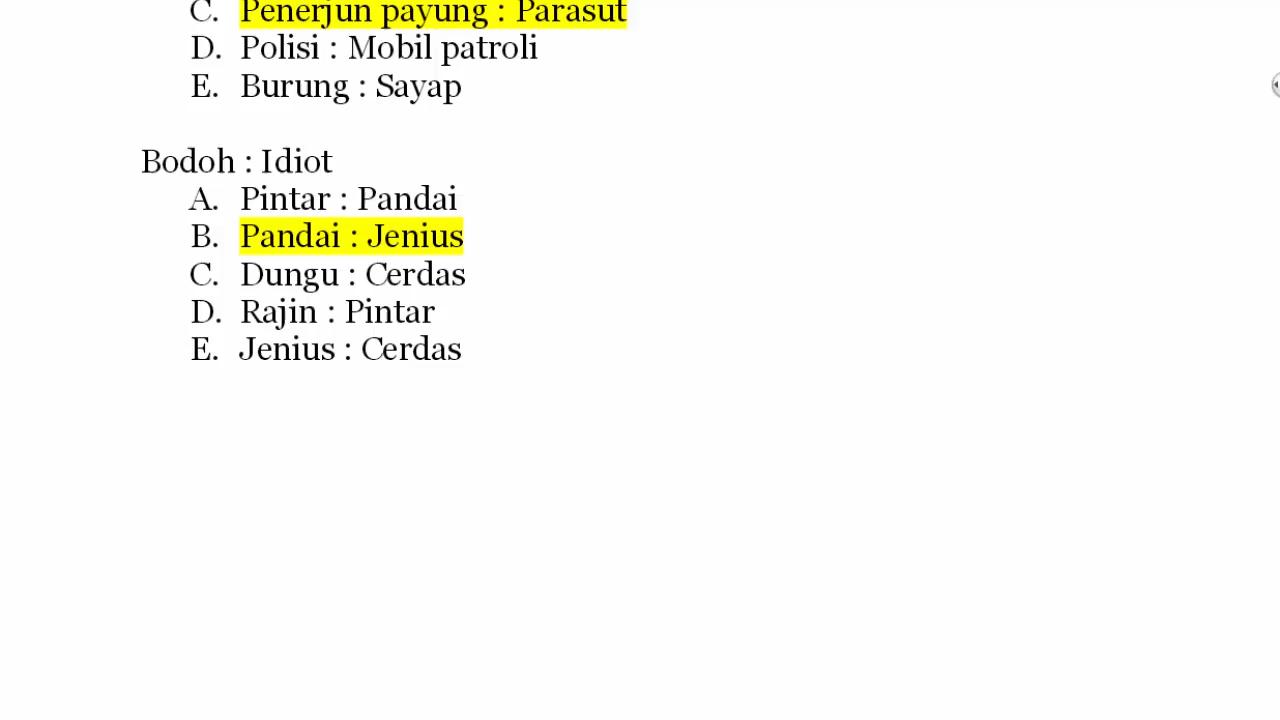 C. Penerjun payung : Parasut
D. Polisi : Mobil patroli
E. Burung : Sayap
Bodoh : Idiot
A. Pintar : Pandai
B. Pandai : Jenius
C. Dungu : Cerdas
D. Rajin : Pintar
E. Jenius : Cerdas